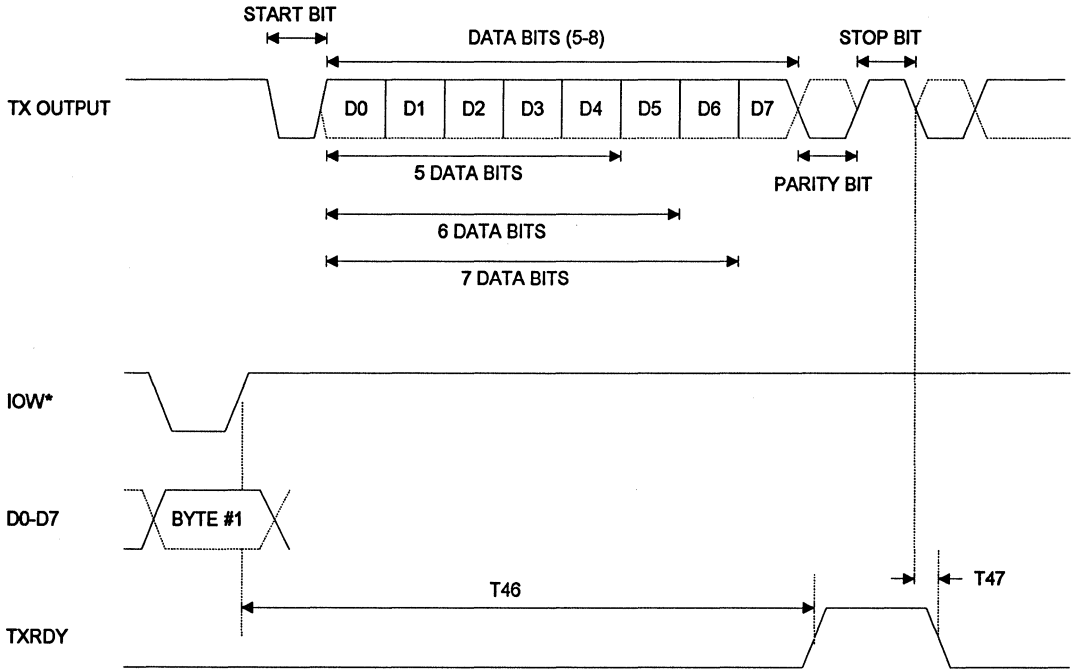 START BIT
DATA BITS (5-8)
STOP BIT
TX OUTPUT
D0 D1 D2 D3 D4 D5 D6 D7
5 DATA BITS
PARITY BIT
6 DATA BITS
7 DATA BITS
IOW*
D0-D7
BYTE #1
T46
T47
TXRDY